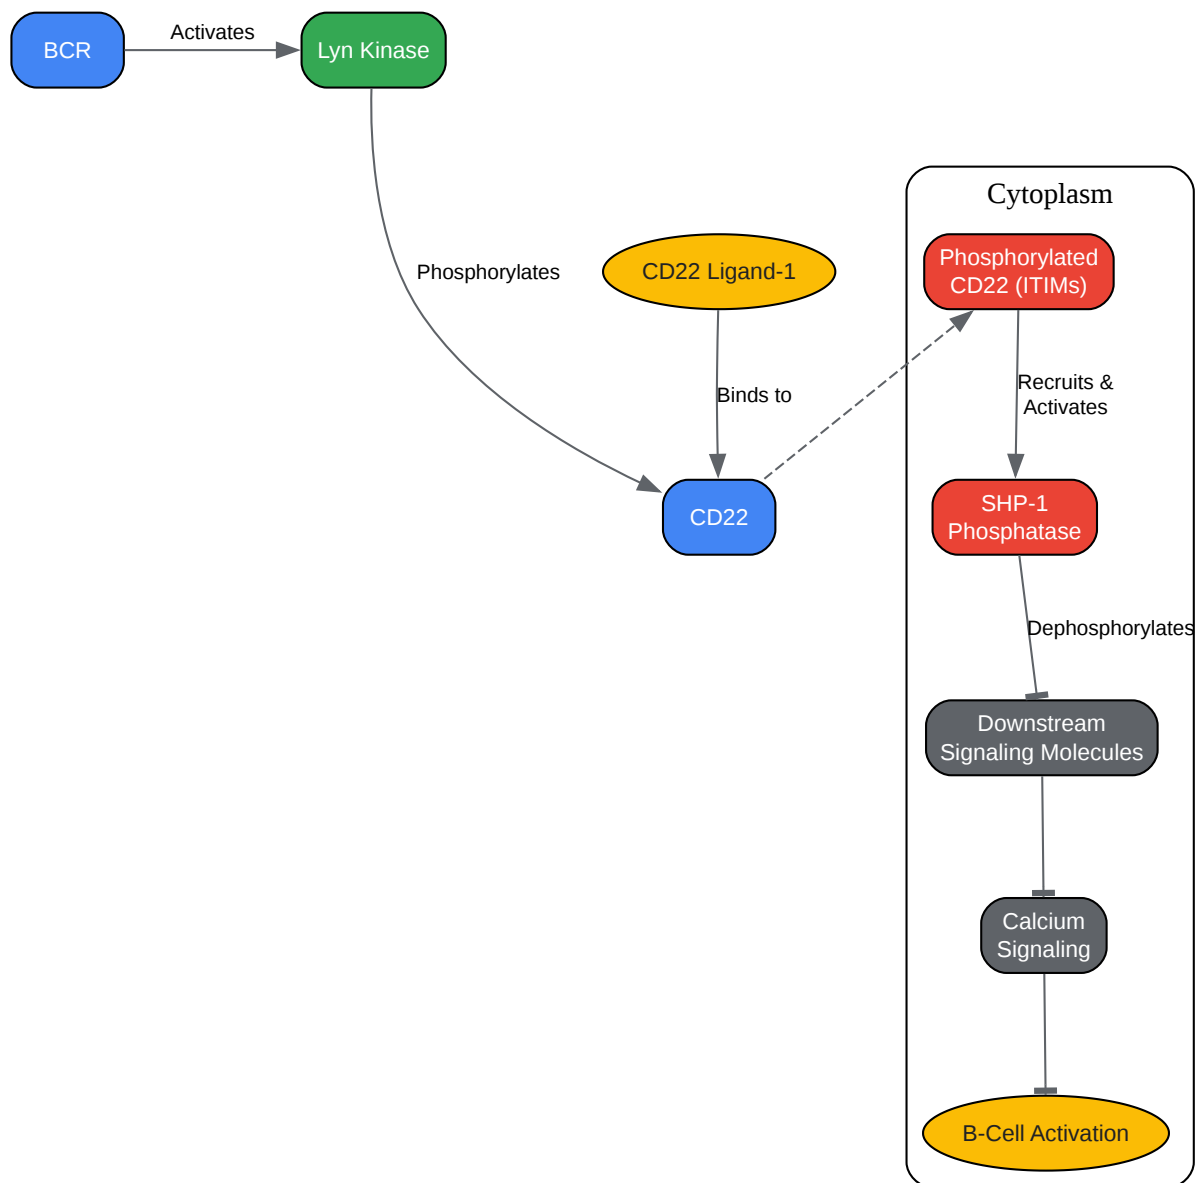 BCR
Activates
Lyn Kinase
Cytoplasm
Phosphorylates
CD22 Ligand-1
Phosphorylated
CD22 (ITIMs)
Binds to
Recruits &
Activates
CD22
SHP-1
Phosphatase
Dephosphorylates
Downstream
Signaling Molecules
Calcium
Signaling
B-Cell Activation